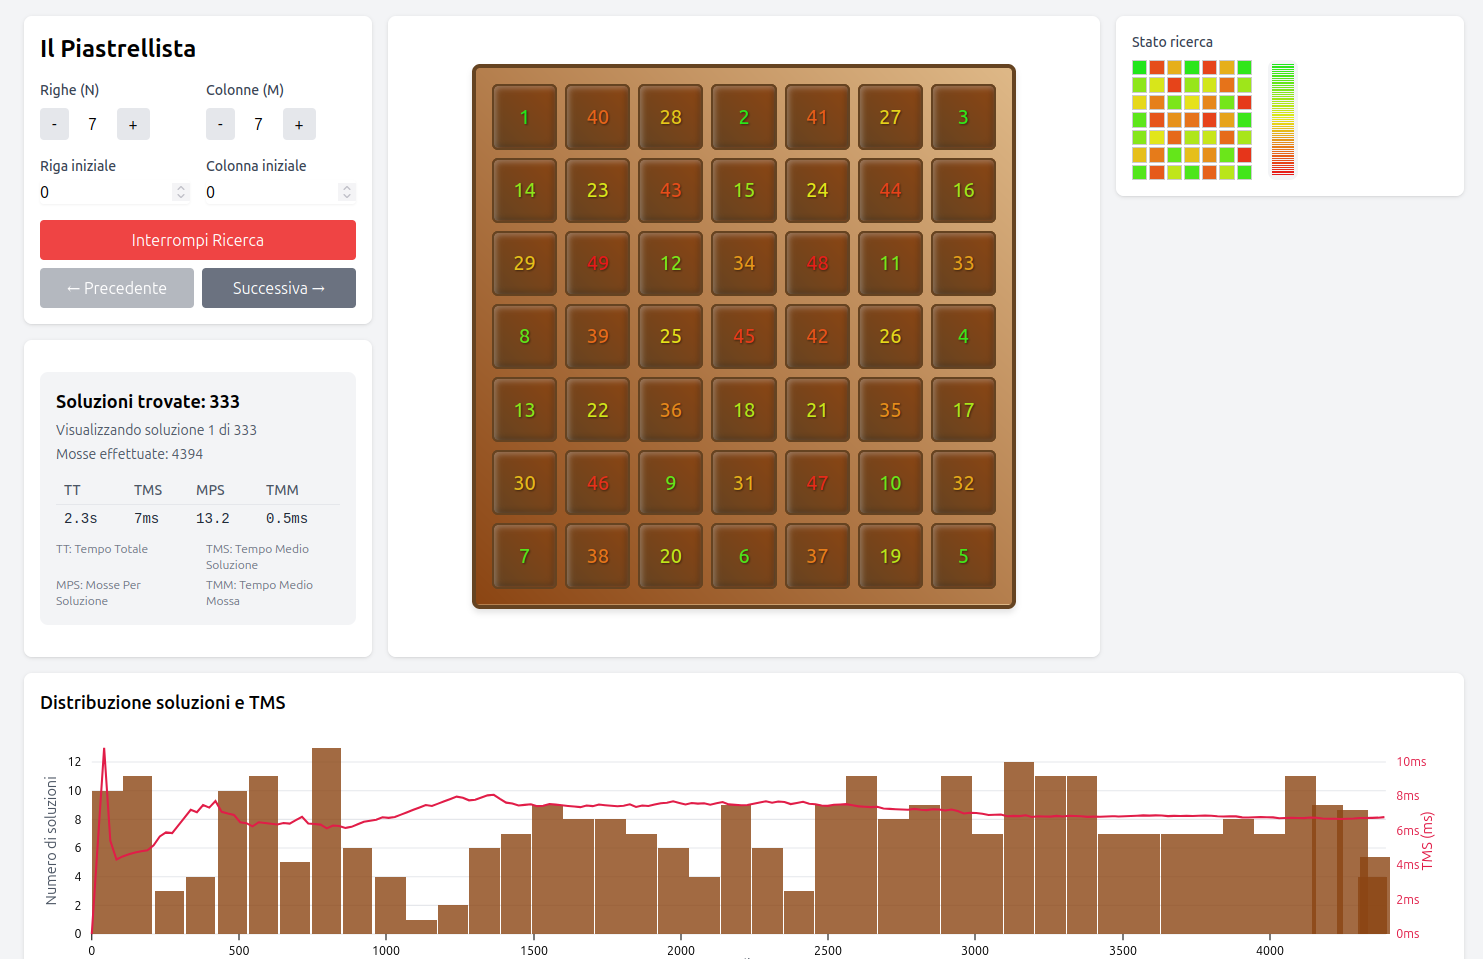 Il Piastrellista
Righe (N)
Colonne (M)
- 7 +
- 7 +
Riga iniziale
Colonna iniziale
0
0
Interrompi Ricerca
← Precedente
Successiva →
Soluzioni trovate: 333
Visualizzando soluzione 1 di 333
Mosse effettuate: 4394
TT TMS MPS TMM
2.3s 7ms 13.2 0.5ms
TT: Tempo Totale
TMS: Tempo Medio
Soluzione
MPS: Mosse Per
Soluzione
TMM: Tempo Medio
Mossa
1 40 28 2 41 27 3
14 23 43 15 24 44 16
29 49 12 34 48 11 33
8 39 25 45 42 26 4
13 22 36 18 21 35 17
30 46 9 31 47 10 32
7 38 20 6 37 19 5
Stato ricerca
Distribuzione soluzioni e TMS
Numero di soluzioni
12
10
8
6
4
2
0
10ms
8ms
6ms
4ms
2ms
0ms
TMS (ms)
0 500 1000 1500 2000 2500 3000 3500 4000